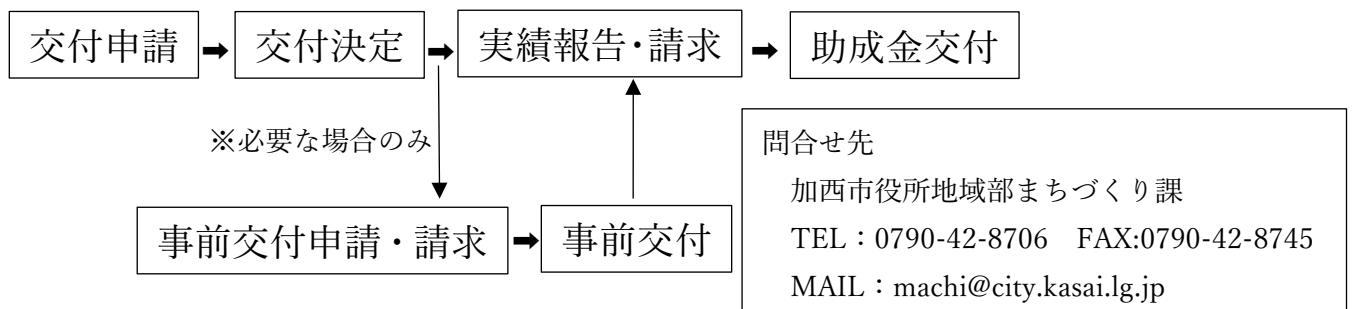 交付申請 ➡ 交付決定 ➡ 実績報告・請求 ➡ 助成金交付
※必要な場合のみ
事前交付申請・請求 ➡ 事前交付
問合せ先
加西市役所地域部まちづくり課
TEL：0790-42-8706　FAX:0790-42-8745
MAIL：machi@city.kasai.lg.jp